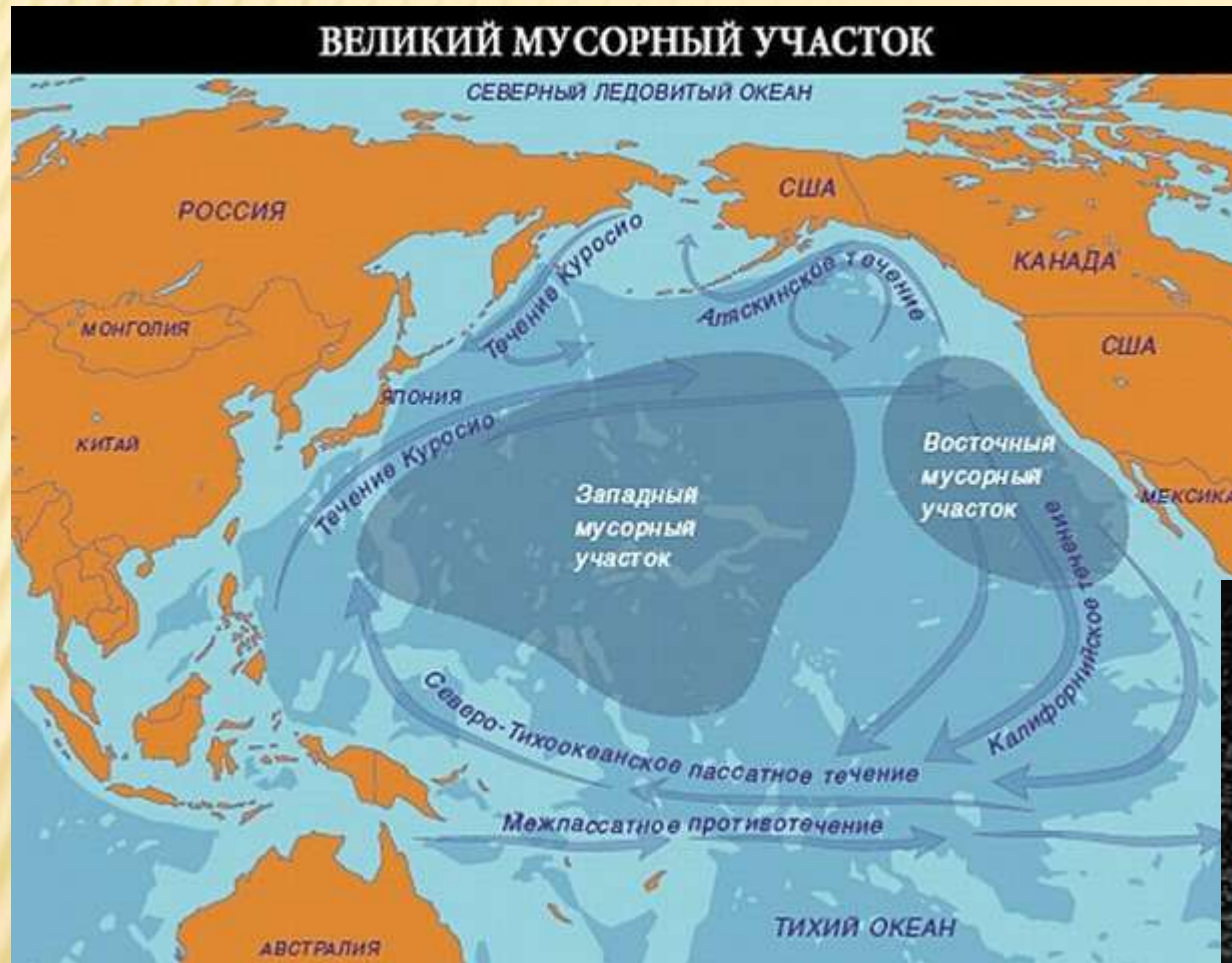 ВЕЛИКИЙ МУСОРНЫЙ УЧАСТОК
СЕВЕРНЫЙ ЛЕДОВИТЫЙ ОКЕАН
РОССИЯ
США
КАНАДА
Течение Куросио
Аляскинское течение
МОНГОЛИЯ
США
ЯПОНИЯ
КИТАЙ
Течение Куросио
Западный
мусорный
участок
Восточный
мусорный
участок
МЕКСИКА
Калифорнийское течение
Северо-Тихоокеанское пассатное течение
Межпассатное противотечение
ТИХИЙ ОКЕАН
АВСТРАЛИЯ